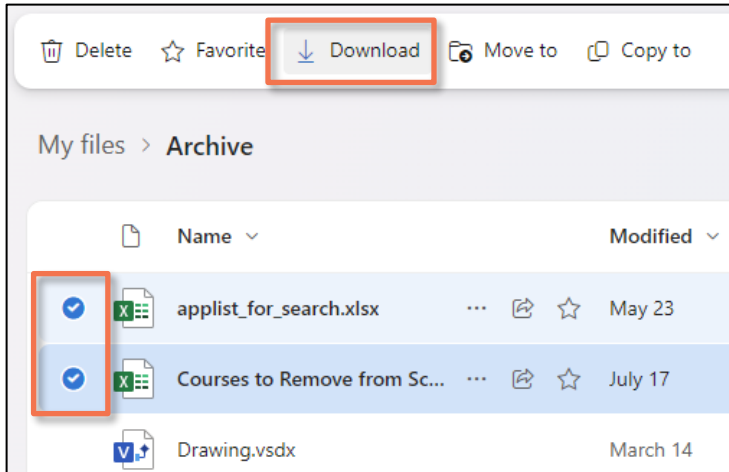 Delete Favorite Download Move to Copy to
My files > Archive
Name Modified
applist_for_search.xlsx ... May 23
Courses to Remove from Sc... ... July 17
Drawing.vsdx March 14